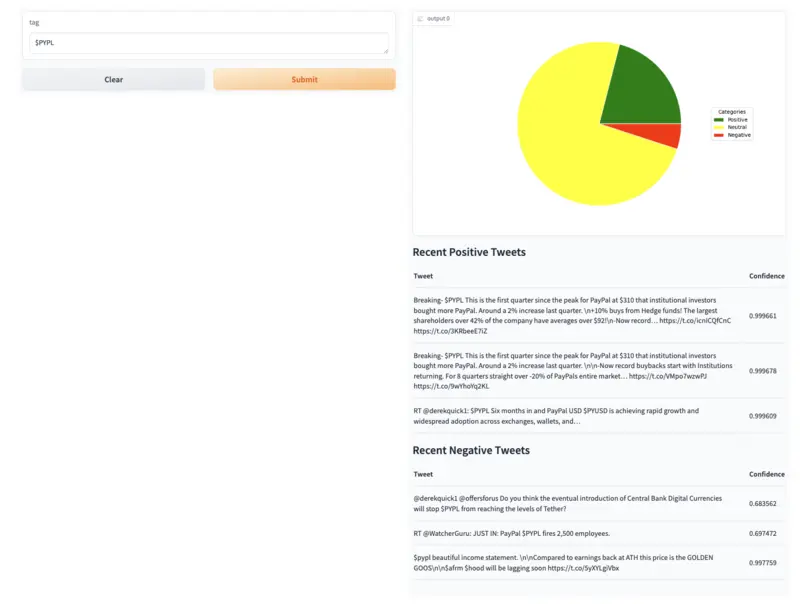 tag
$PYPL
Clear
Submit
output 0
Categories
Positive
Neutral
Negative
Recent Positive Tweets
Tweet Confidence
Breaking- $PYPL This is the first quarter since the peak for PayPal at $310 that institutional investors
bought more PayPal. Around a 2% increase last quarter. \n+10% buys from Hedge funds! The largest
shareholders over 42% of the company have averages over $92!\n-Now record… https://t.co/icnICQfCnC
https://t.co/3KRbeeE7iZ
0.999661
Breaking- $PYPL This is the first quarter since the peak for PayPal at $310 that institutional investors
bought more PayPal. Around a 2% increase last quarter. \n\n-Now record buybacks start with Institutions
returning. For 8 quarters straight over -20% of PayPals entire market… https://t.co/VMpo7wzwPJ
https://t.co/9wYhoYq2KL
0.999678
RT @derekquick1: $PYPL Six months in and PayPal USD $PYUSD is achieving rapid growth and
widespread adoption across exchanges, wallets, and…
0.999609
Recent Negative Tweets
Tweet Confidence
@derekquick1 @offersforus Do you think the eventual introduction of Central Bank Digital Currencies
will stop $PYPL from reaching the levels of Tether?
0.683562
RT @WatcherGuru: JUST IN: PayPal $PYPL fires 2,500 employees.
0.697472
$pypl beautiful income statement. \n\nCompared to earnings back at ATH this price is the GOLDEN
GOOS\n\n$afrm $hood will be lagging soon https://t.co/5yXYLgiVbx
0.997759